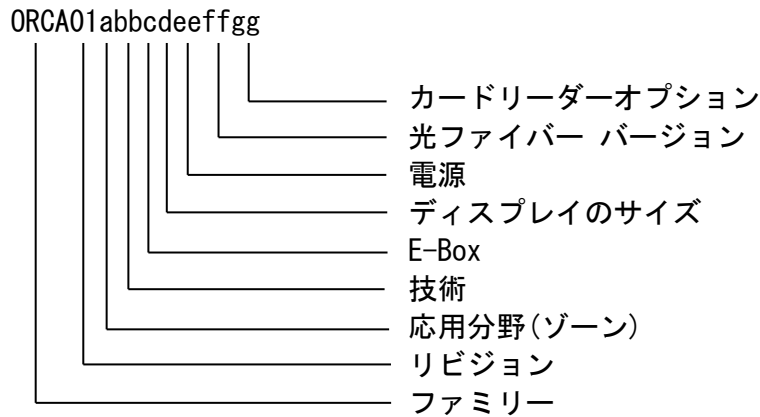 ORCA01abbcdeeffgg
カードリーダーオプション
光ファイバー バージョン
電源
ディスプレイのサイズ
E-Box
技術
応用分野(ゾーン)
リビジョン
ファミリー